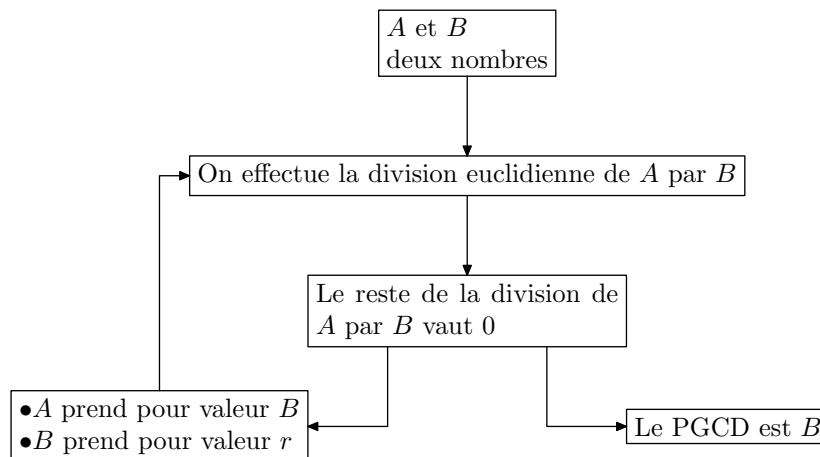 A et B
deux nombres
On effectue la division euclidienne de A par B
Le reste de la division de
A par B vaut 0
•A prend pour valeur B
•B prend pour valeur r
Le PGCD est B